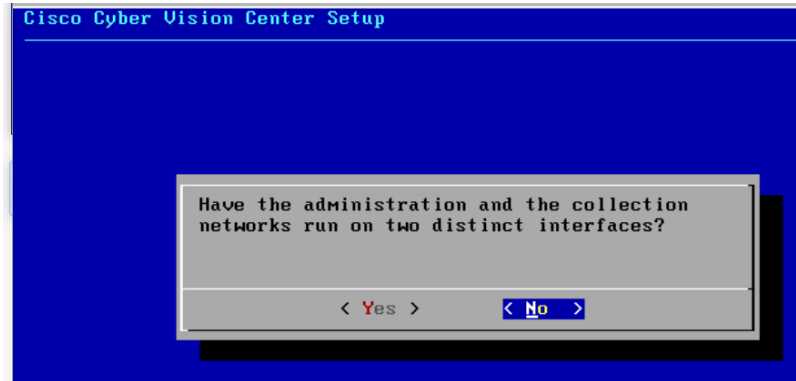 Cisco Cyber Vision Center Setup
Have the administration and the collection
networks run on two distinct interfaces?
< Yes > < No >